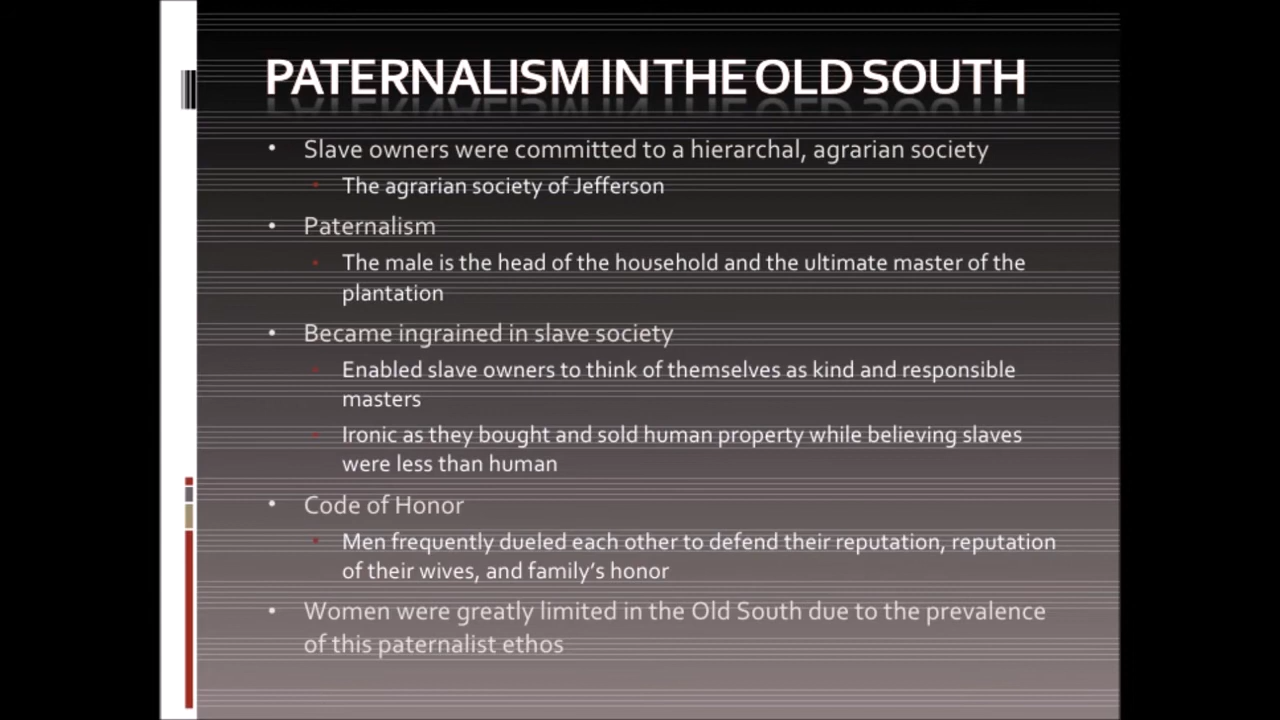 PATERNALISM IN THE OLD SOUTH
• Slave owners were committed to a hierarchal, agrarian society
• The agrarian society of Jefferson
• Paternalism
• The male is the head of the household and the ultimate master of the
plantation
• Became ingrained in slave society
• Enabled slave owners to think of themselves as kind and responsible
masters
• Ironic as they bought and sold human property while believing slaves
were less than human
• Code of Honor
• Men frequently dueled each other to defend their reputation, reputation
of their wives, and family's honor
• Women were greatly limited in the Old South due to the prevalence
of this paternalist ethos